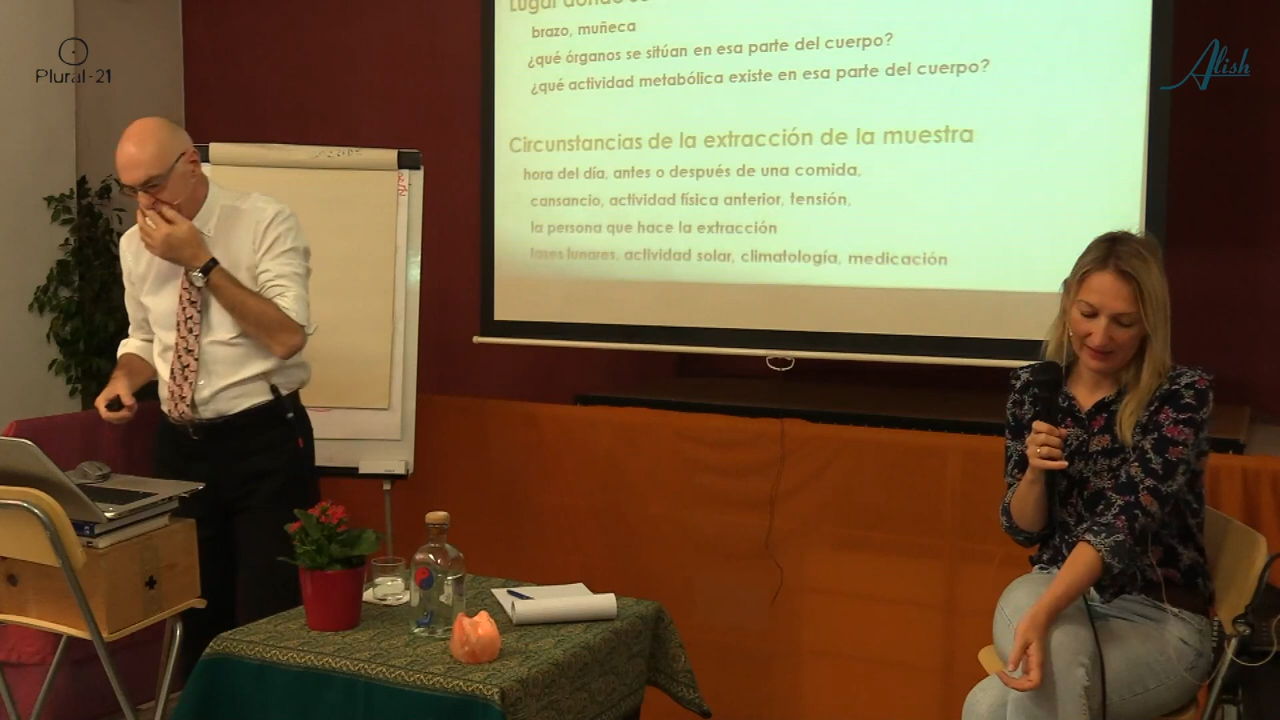 Plural-21
Alish
Lugar donde
brazo, muñeca
¿qué órganos se sitúan en esa parte del cuerpo?
¿qué actividad metabólica existe en esa parte del cuerpo?
Circunstancias de la extracción de la muestra
hora del día, antes o después de una comida,
cansancio, actividad física anterior, tensión,
la persona que hace la extracción
fases lunares, actividad solar, climatología, medicación